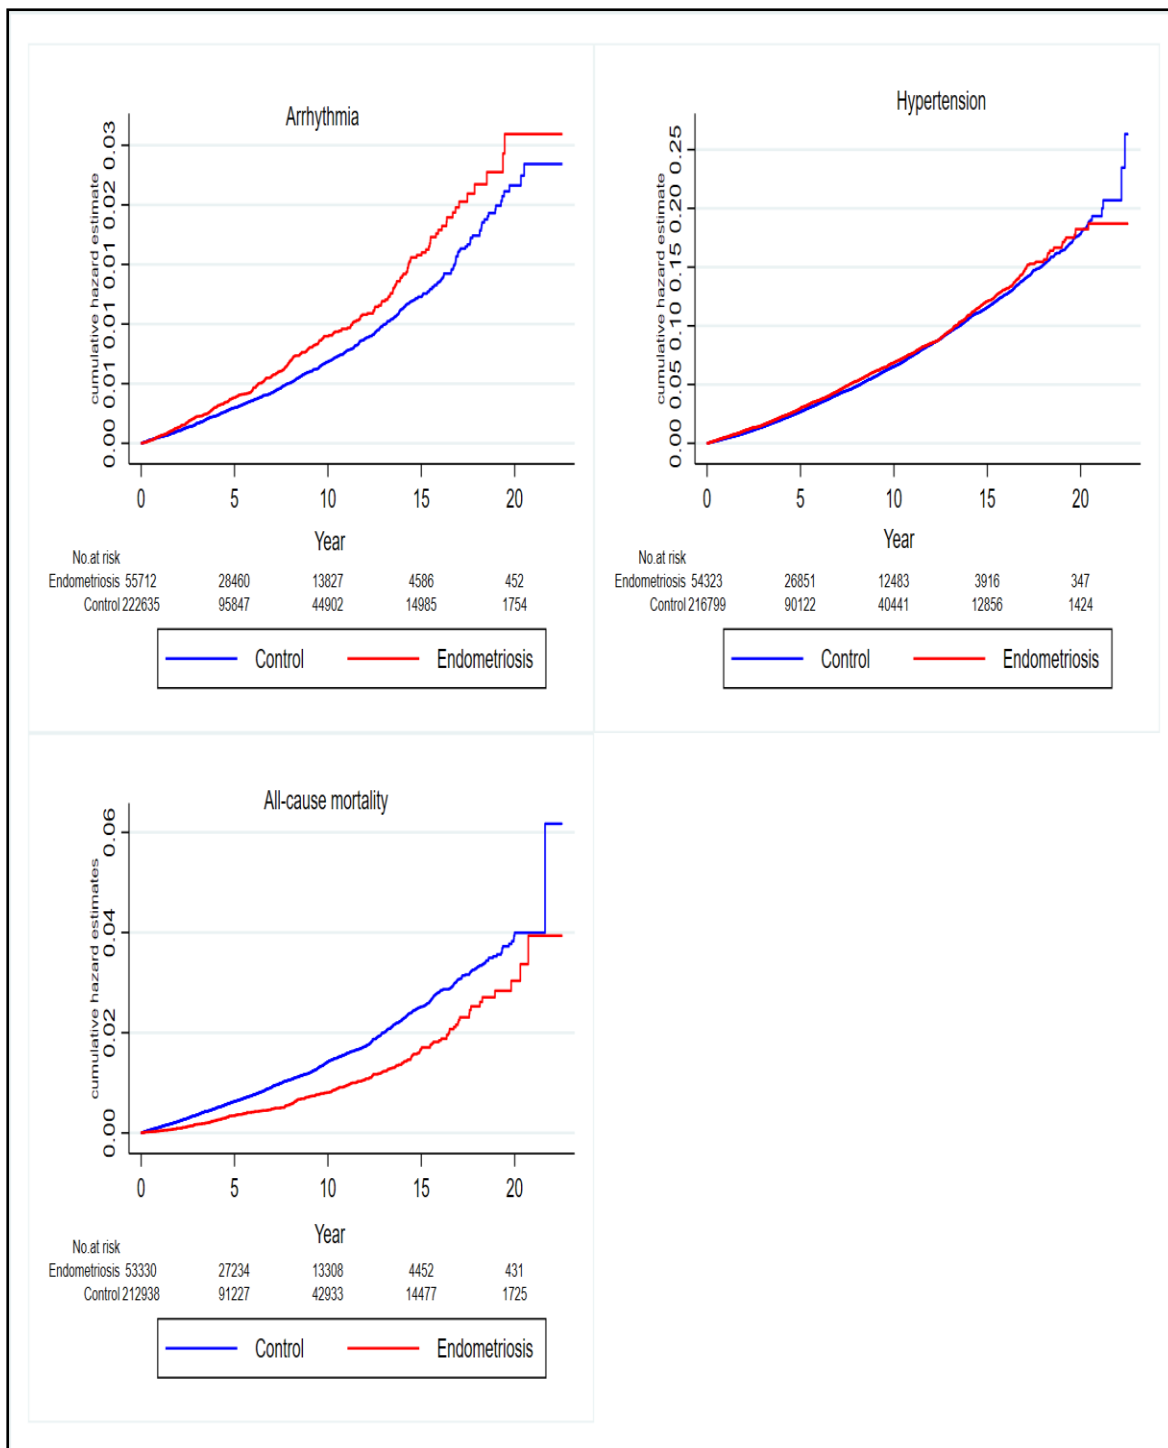 Arrhythmia
cumulative hazard estimate
0.03
0.02
0.01
0.01
0.01
0.00
0 5 10 15 20
Year
No.at risk
Endometriosis 55712 28460 13827 4586 452
Control 222635 95847 44902 14985 1754
Control Endometriosis
Hypertension
cumulative hazard estimate
0.25
0.20
0.15
0.10
0.05
0.00
0 5 10 15 20
Year
No.at risk
Endometriosis 54323 26851 12483 3916 347
Control 216799 90122 40441 12856 1424
Control Endometriosis
All-cause mortality
cumulative hazard estimates
0.06
0.04
0.02
0.00
0 5 10 15 20
Year
No.at risk
Endometriosis 53330 27234 13308 4452 431
Control 212938 91227 42933 14477 1725
Control Endometriosis